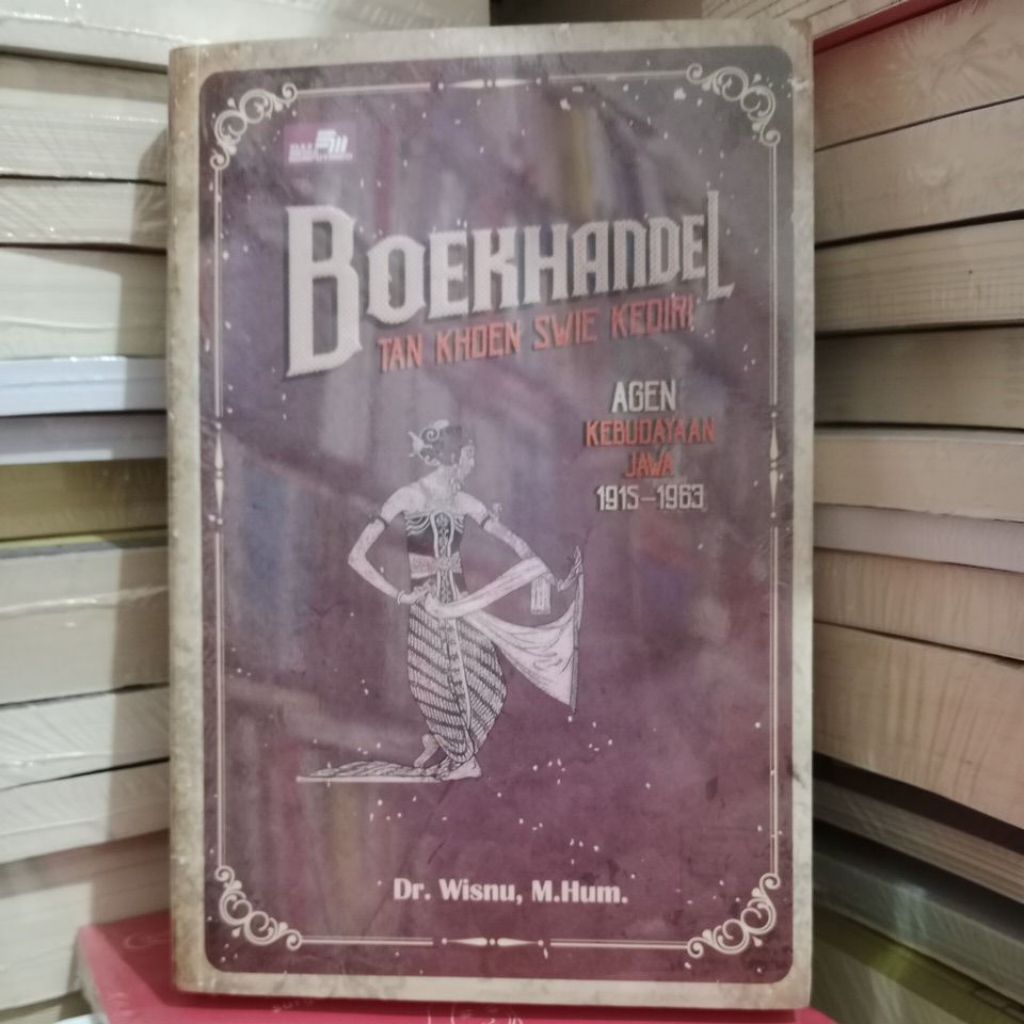 BOEKHANDEL
TAN KHOEN SWIE KEDIRI
AGEN
KEBUDAYAAN
JAWA
1915-1963
Dr. Wisnu, M.Hum.